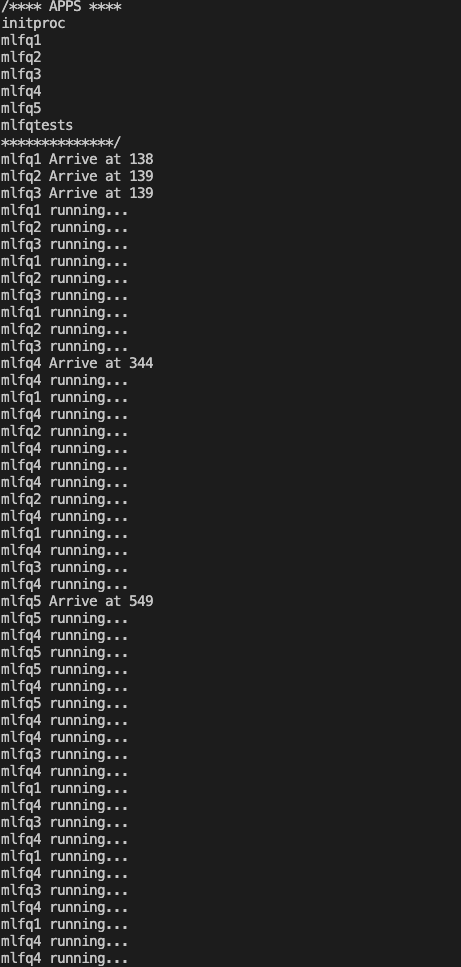 /**** APPS ****
initproc
mlfq1
mlfq2
mlfq3
mlfq4
mlfq5
mlfqtests
**************/
mlfq1 Arrive at 138
mlfq2 Arrive at 139
mlfq3 Arrive at 139
mlfq1 running...
mlfq2 running...
mlfq3 running...
mlfq1 running...
mlfq2 running...
mlfq3 running...
mlfq1 running...
mlfq2 running...
mlfq3 running...
mlfq4 Arrive at 344
mlfq4 running...
mlfq1 running...
mlfq4 running...
mlfq2 running...
mlfq4 running...
mlfq4 running...
mlfq4 running...
mlfq2 running...
mlfq4 running...
mlfq1 running...
mlfq4 running...
mlfq3 running...
mlfq4 running...
mlfq5 Arrive at 549
mlfq5 running...
mlfq4 running...
mlfq5 running...
mlfq5 running...
mlfq4 running...
mlfq5 running...
mlfq4 running...
mlfq4 running...
mlfq3 running...
mlfq4 running...
mlfq1 running...
mlfq4 running...
mlfq3 running...
mlfq4 running...
mlfq1 running...
mlfq4 running...
mlfq3 running...
mlfq4 running...
mlfq1 running...
mlfq4 running...
mlfq4 running...